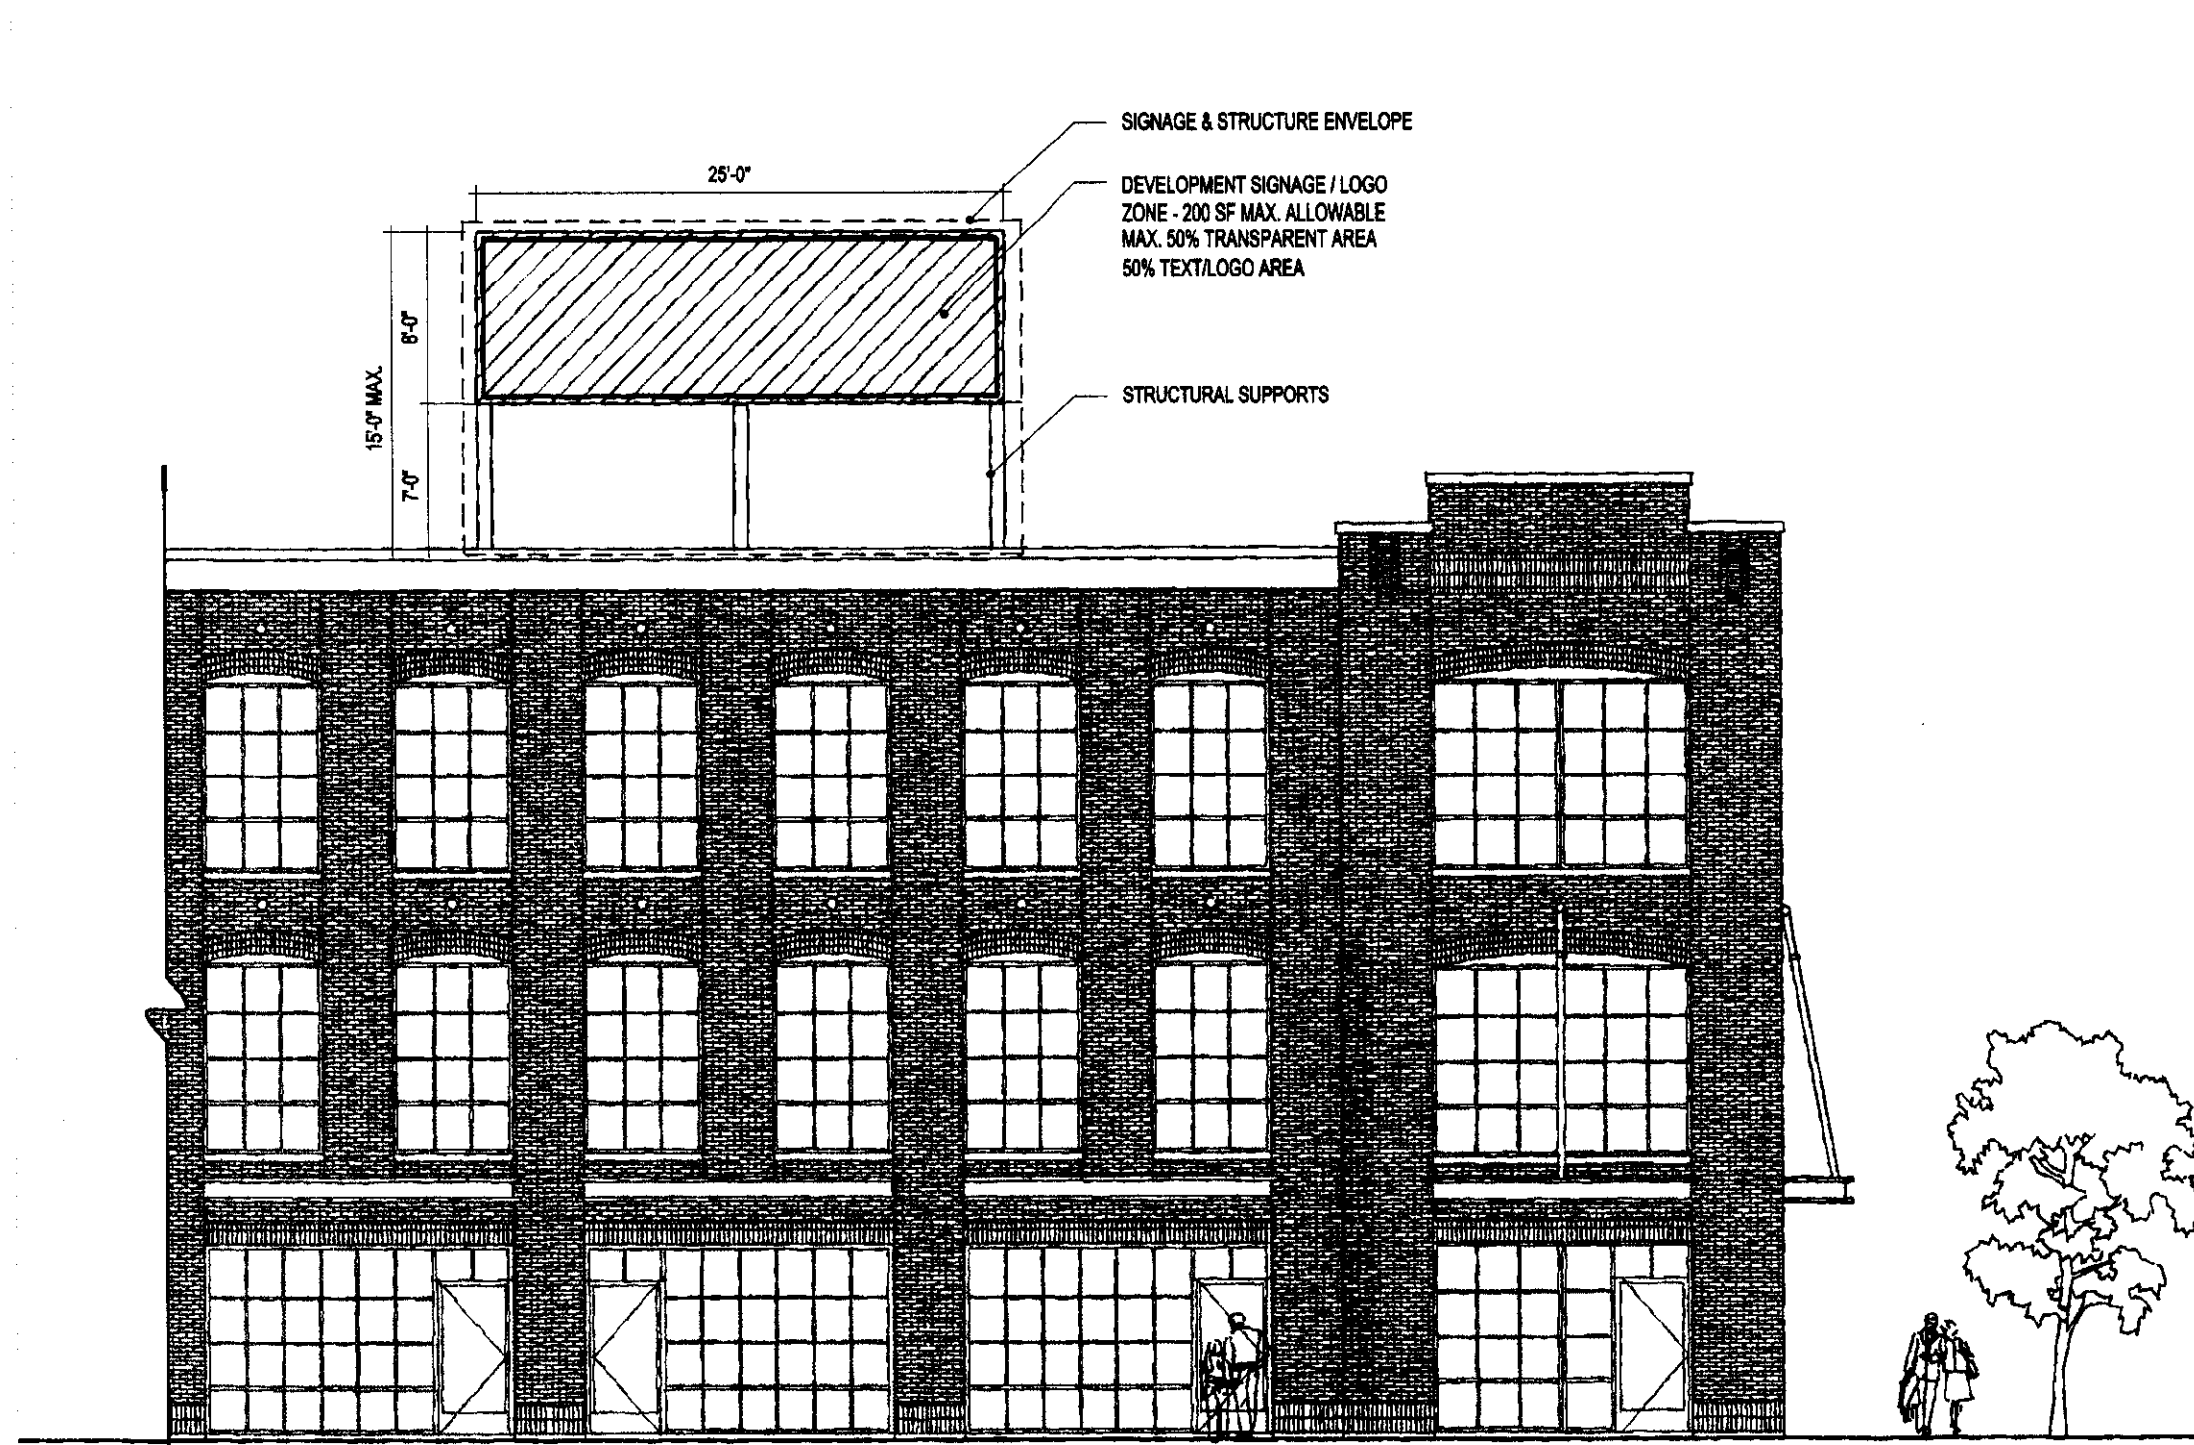 SIGNAGE & STRUCTURE ENVELOPE
25'-0"
DEVELOPMENT SIGNAGE / LOGO
ZONE - 200 SF MAX. ALLOWABLE
MAX. 50% TRANSPARENT AREA
50% TEXT/LOGO AREA
8'-0"
15'-0" MAX.
STRUCTURAL SUPPORTS
7'-0"